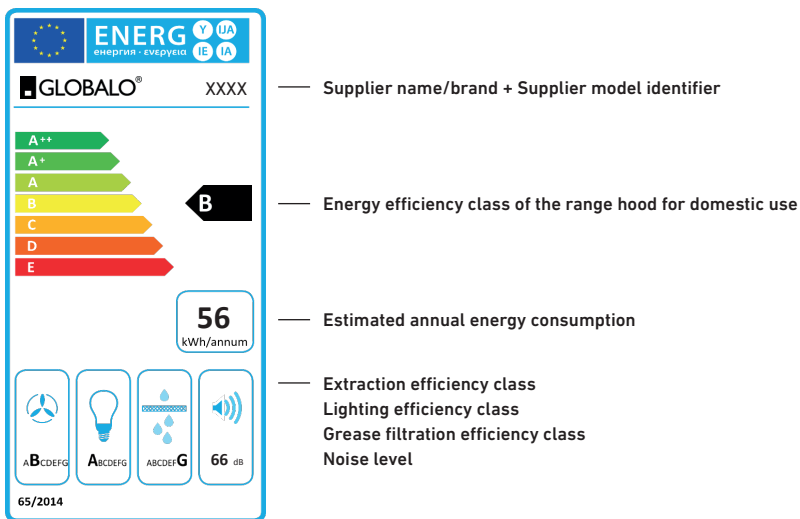 ENERG Y IJA
енергия · ενεργεια IE IA
GLOBALO® XXXX
Supplier name/brand + Supplier model identifier
A++
A+
A
B
C
D
E
B
Energy efficiency class of the range hood for domestic use
56
kWh/annum
Estimated annual energy consumption
ABCDEFG
ABCDEFG
ABCDEFG
66 dB
Extraction efficiency class
Lighting efficiency class
Grease filtration efficiency class
Noise level
65/2014